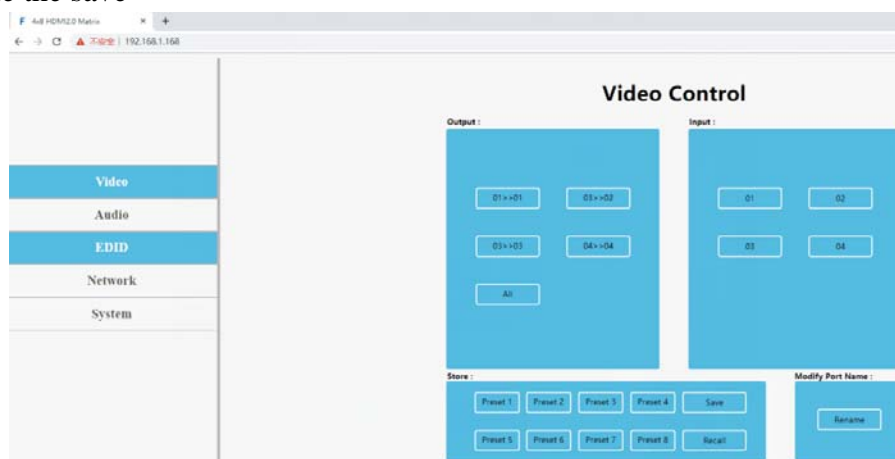 4x8 HDMI2.0 Matrix
不安全 | 192.168.1.168
Video Control
Output :
Input :
Video
Audio
EDID
Network
System
01>>01
03>>02
03>>03
04>>04
All
01
02
03
04
Store :
Preset 1
Preset 2
Preset 3
Preset 4
Save
Preset 5
Preset 6
Preset 7
Preset 8
Recall
Modify Port Name :
Rename